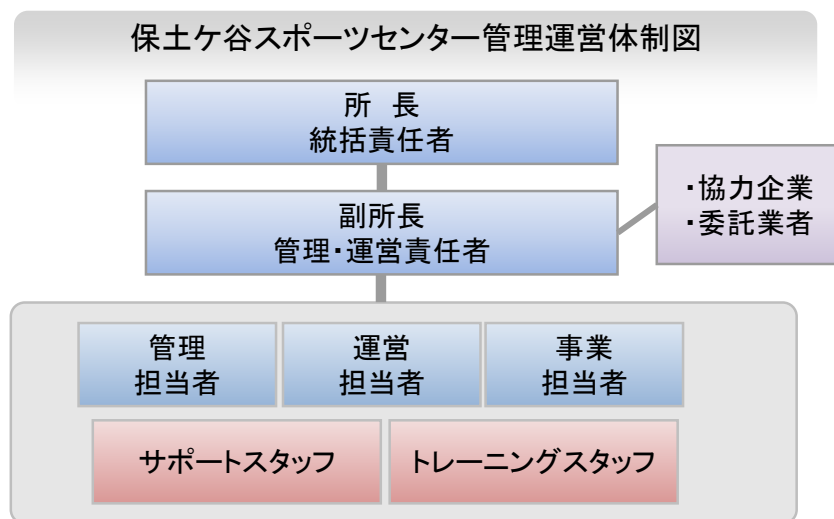 保土ケ谷スポーツセンター管理運営体制図
所 長
統括責任者
副所長
管理・運営責任者
・協力企業
・委託業者
管理
担当者
運営
担当者
事業
担当者
サポートスタッフ
トレーニングスタッフ